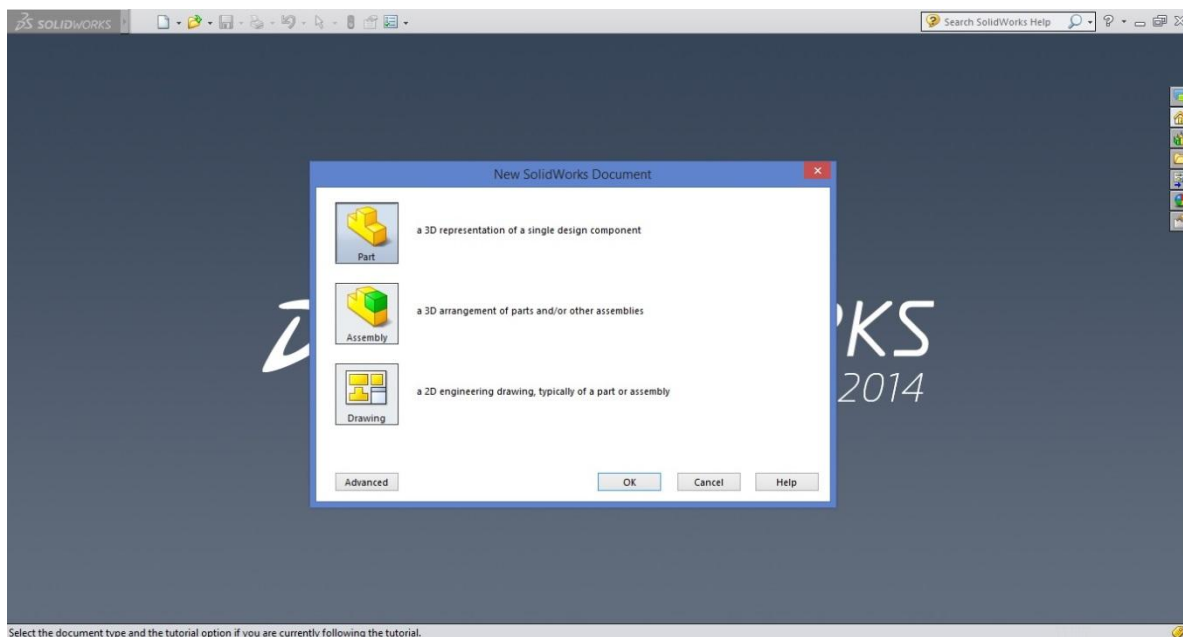 SOLIDWORKS
Search SolidWorks Help
New SolidWorks Document
a 3D representation of a single design component
Part
a 3D arrangement of parts and/or other assemblies
Assembly
KS
2014
a 2D engineering drawing, typically of a part or assembly
Drawing
Advanced
OK
Cancel
Help
Select the document type and the tutorial option if you are currently following the tutorial.